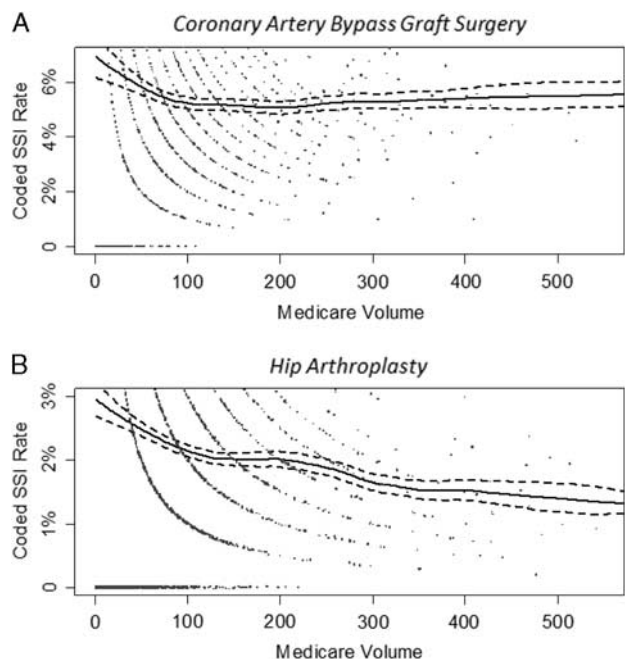 A
Coronary Artery Bypass Graft Surgery
Coded SSI Rate
6%
4%
2%
0
0 100 200 300 400 500
Medicare Volume
B
Hip Arthroplasty
Coded SSI Rate
3%
2%
1%
0
0 100 200 300 400 500
Medicare Volume